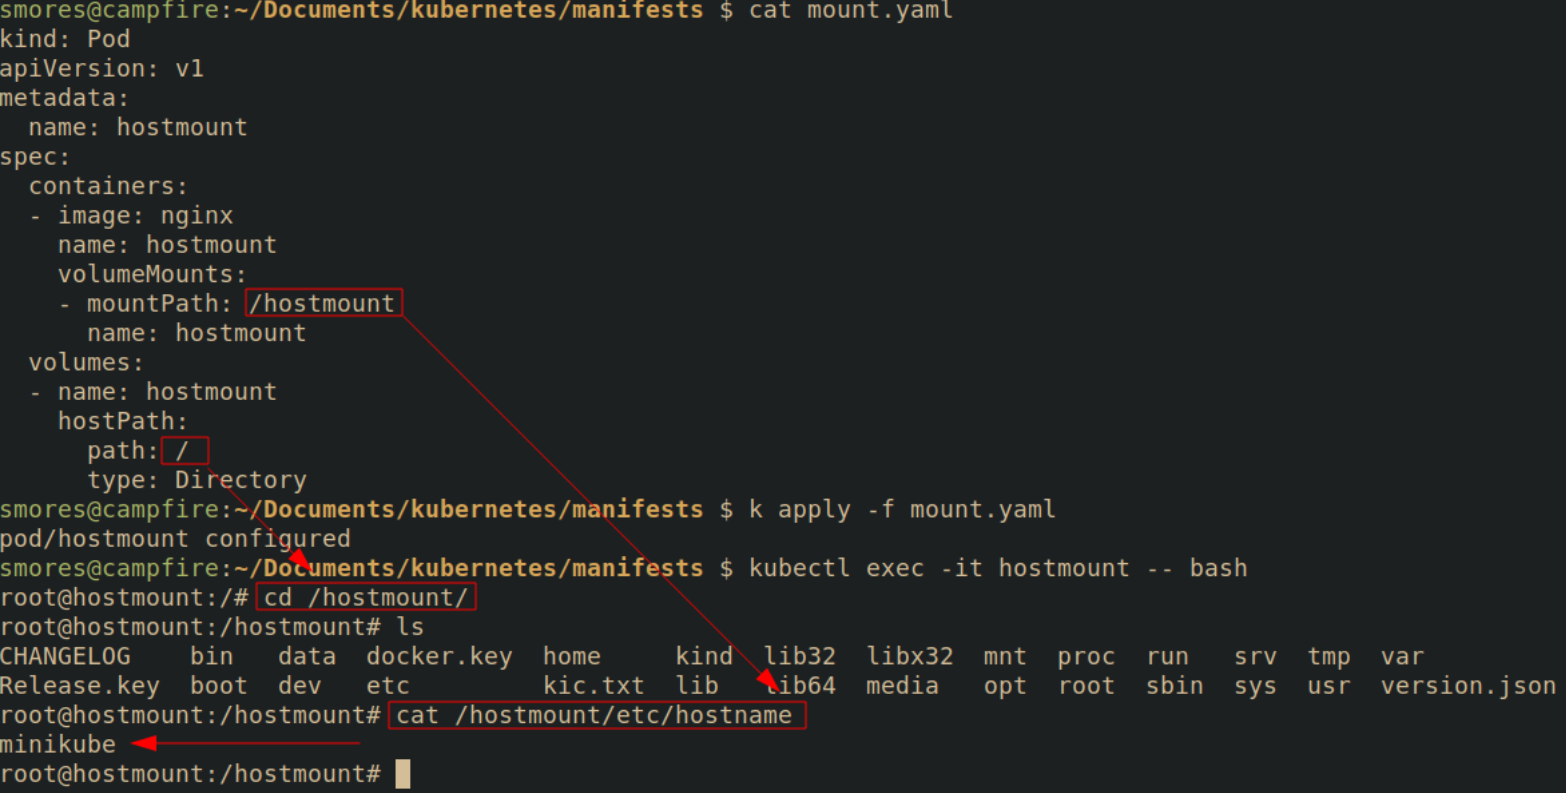 smores@campfire:~/Documents/kubernetes/manifests $ cat mount.yaml
kind: Pod
apiVersion: v1
metadata:
  name: hostmount
spec:
  containers:
  - image: nginx
    name: hostmount
    volumeMounts:
    - mountPath: /hostmount
      name: hostmount
  volumes:
  - name: hostmount
    hostPath:
      path: /
      type: Directory
smores@campfire:~/Documents/kubernetes/manifests $ k apply -f mount.yaml
pod/hostmount configured
smores@campfire:~/Documents/kubernetes/manifests $ kubectl exec -it hostmount -- bash
root@hostmount:/# cd /hostmount/
root@hostmount:/hostmount# ls
CHANGELOG    bin   data  docker.key  home     kind  lib32  libx32  mnt  proc  run   srv  tmp  var
Release.key  boot  dev   etc         kic.txt  lib   lib64  media   opt  root  sbin  sys  usr  version.json
root@hostmount:/hostmount# cat /hostmount/etc/hostname
minikube
root@hostmount:/hostmount#